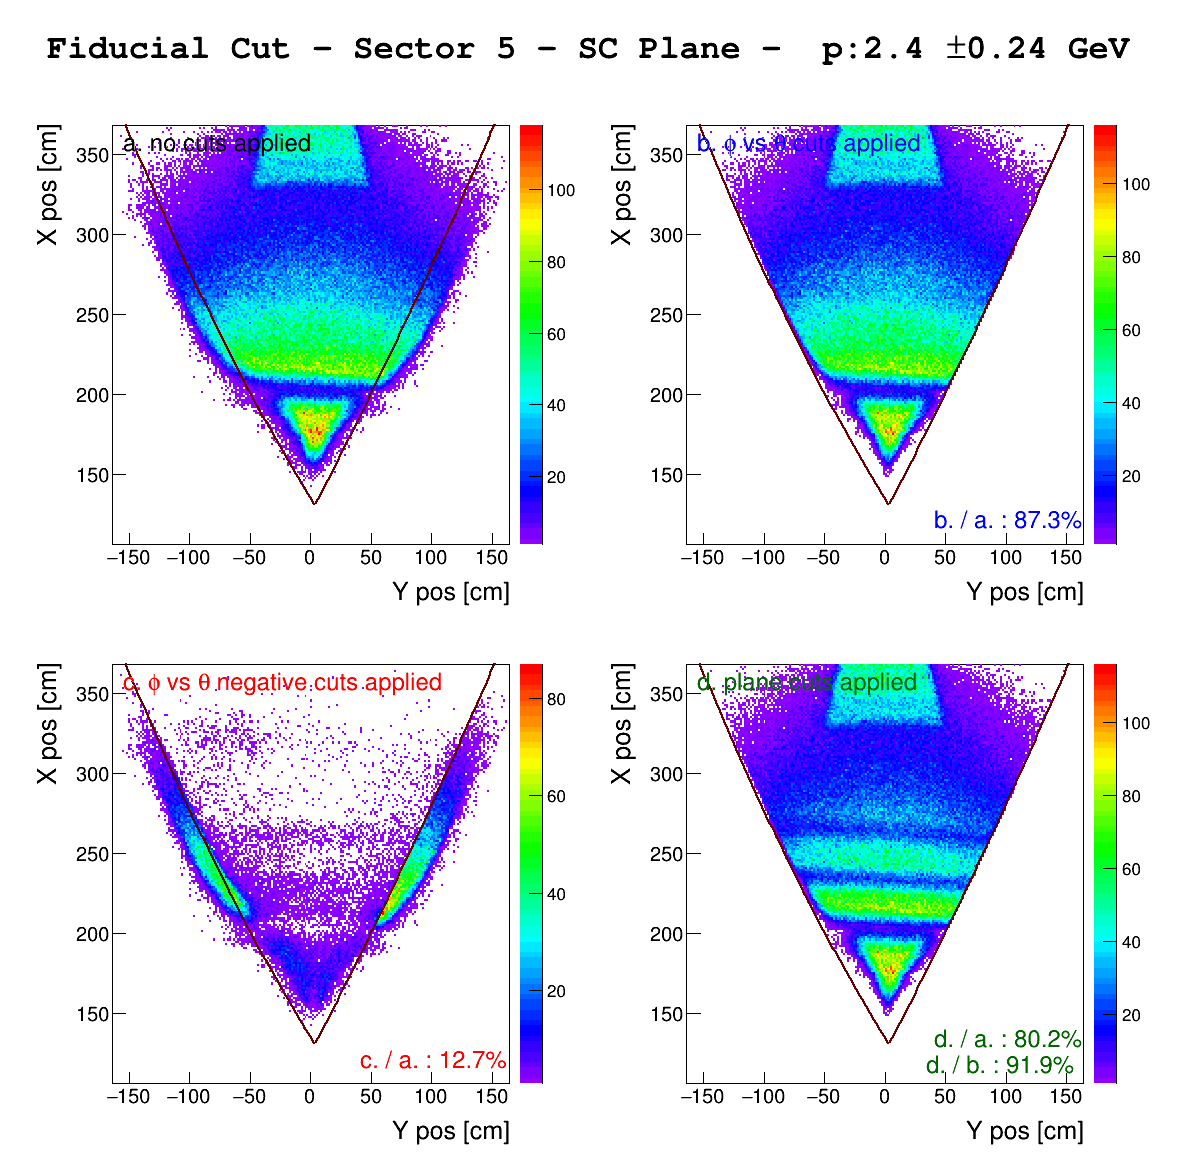 Fiducial Cut – Sector 5 – SC Plane – p:2.4 ±0.24 GeV
a. no cuts applied
X pos [cm]
350
300
250
200
150
−150 −100 −50 0 50 100 150
Y pos [cm]
100
80
60
40
20
b. ϕ vs θ cuts applied
X pos [cm]
350
300
250
200
150
b. / a. : 87.3%
−150 −100 −50 0 50 100 150
Y pos [cm]
100
80
60
40
20
c. ϕ vs θ negative cuts applied
X pos [cm]
350
300
250
200
150
c. / a. : 12.7%
−150 −100 −50 0 50 100 150
Y pos [cm]
80
60
40
20
d. plane cuts applied
X pos [cm]
350
300
250
200
150
d. / a. : 80.2%
d. / b. : 91.9%
−150 −100 −50 0 50 100 150
Y pos [cm]
100
80
60
40
20